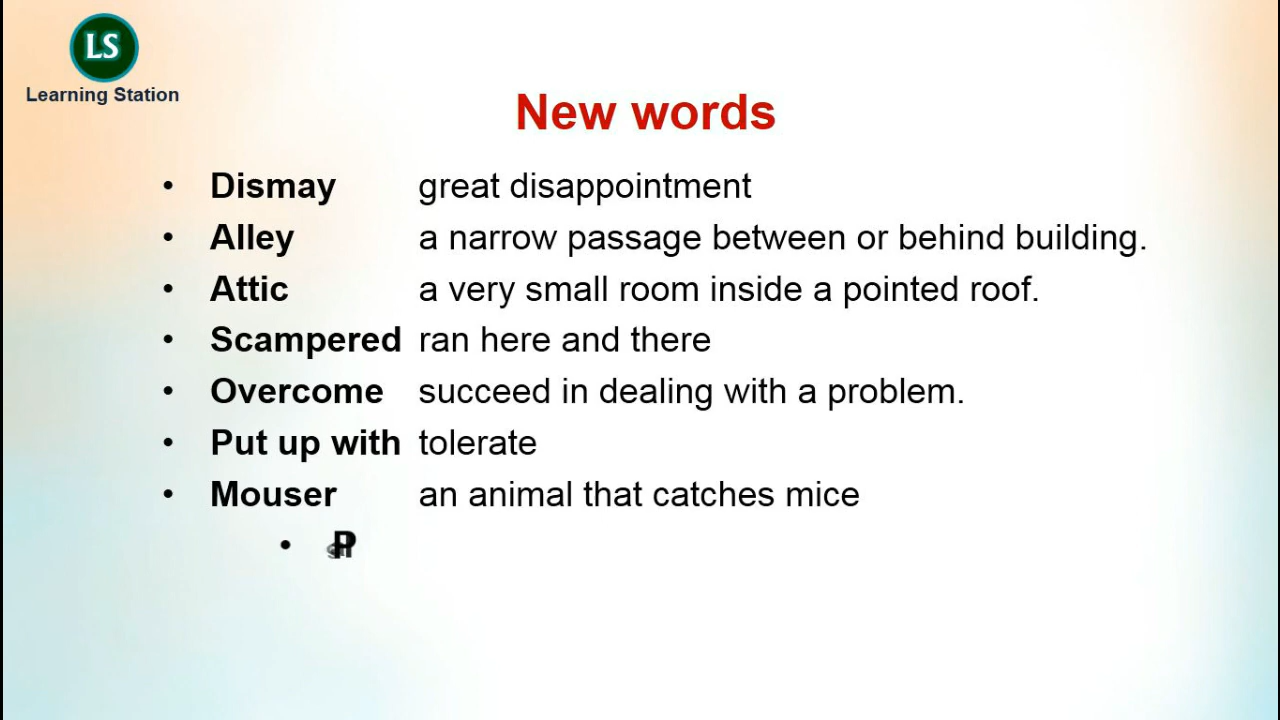 LS
Learning Station
New words
• Dismay great disappointment
• Alley a narrow passage between or behind building.
• Attic a very small room inside a pointed roof.
• Scampered ran here and there
• Overcome succeed in dealing with a problem.
• Put up with tolerate
• Mouser an animal that catches mice
•